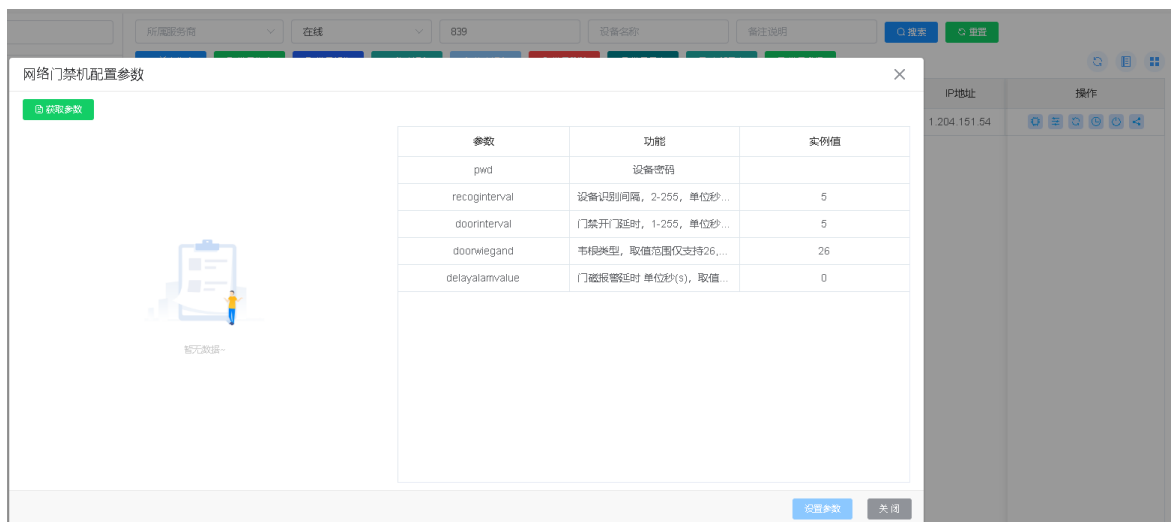 所属服务商
在线
839
设备名称
备注说明
搜索
重置
网络门禁机配置参数
IP地址
操作
获取参数
1.204.151.54
参数
功能
实例值
pwd
设备密码
recoginterval
设备识别间隔，2-255，单位秒...
5
doorinterval
门禁开门延时，1-255，单位秒...
5
doorwiegand
韦根类型，取值范围仅支持26,...
26
delayalamvalue
门磁报警延时 单位秒(s)，取值...
0
暂无数据~
设置参数
关闭